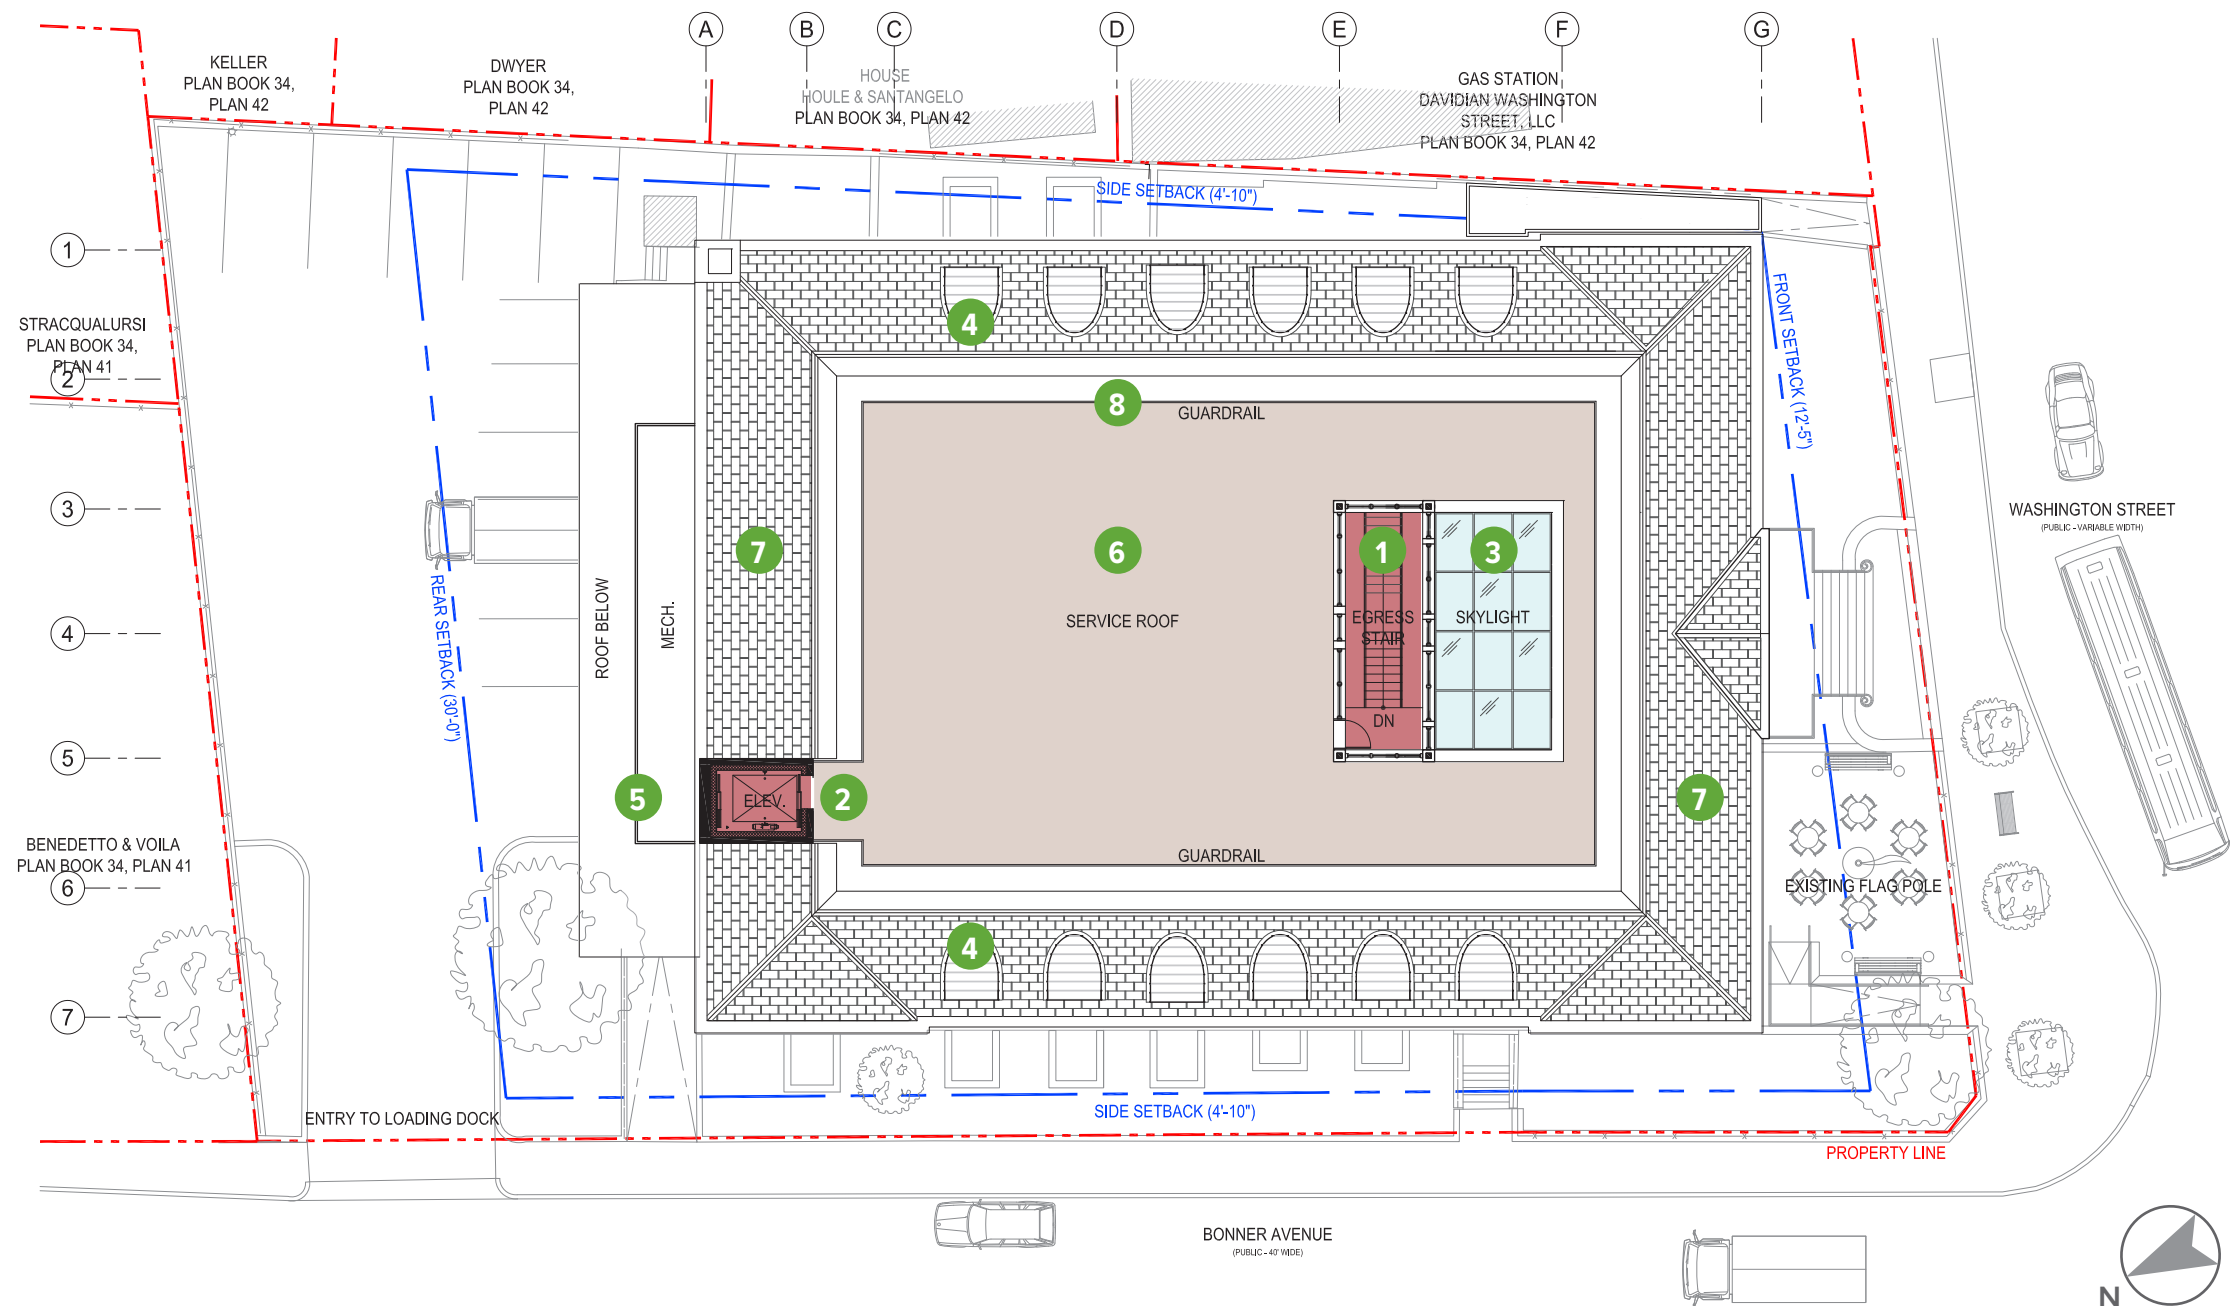 A
B
C
D
E
F
G
KELLER
PLAN BOOK 34,
PLAN 42
DWYER
PLAN BOOK 34,
PLAN 42
HOUSE
HOULE & SANTANGELO
PLAN BOOK 34, PLAN 42
GAS STATION
DAVIDIAN WASHINGTON
STREET, LLC
PLAN BOOK 34, PLAN 42
SIDE SETBACK (4'-10")
1
2
3
4
5
6
7
STRACQUALURSI
PLAN BOOK 34,
PLAN 41
BENEDETTO & VOILA
PLAN BOOK 34, PLAN 41
REAR SETBACK (30'-0")
FRONT SETBACK (12'-5")
4
8
GUARDRAIL
7
6
1
3
ROOF BELOW
MECH.
SERVICE ROOF
EGRESS
STAIR
SKYLIGHT
DN
5
ELEV.
2
7
GUARDRAIL
4
WASHINGTON STREET
(PUBLIC - VARIABLE WIDTH)
EXISTING FLAG POLE
ENTRY TO LOADING DOCK
SIDE SETBACK (4'-10")
PROPERTY LINE
BONNER AVENUE
(PUBLIC - 40' WIDE)
N